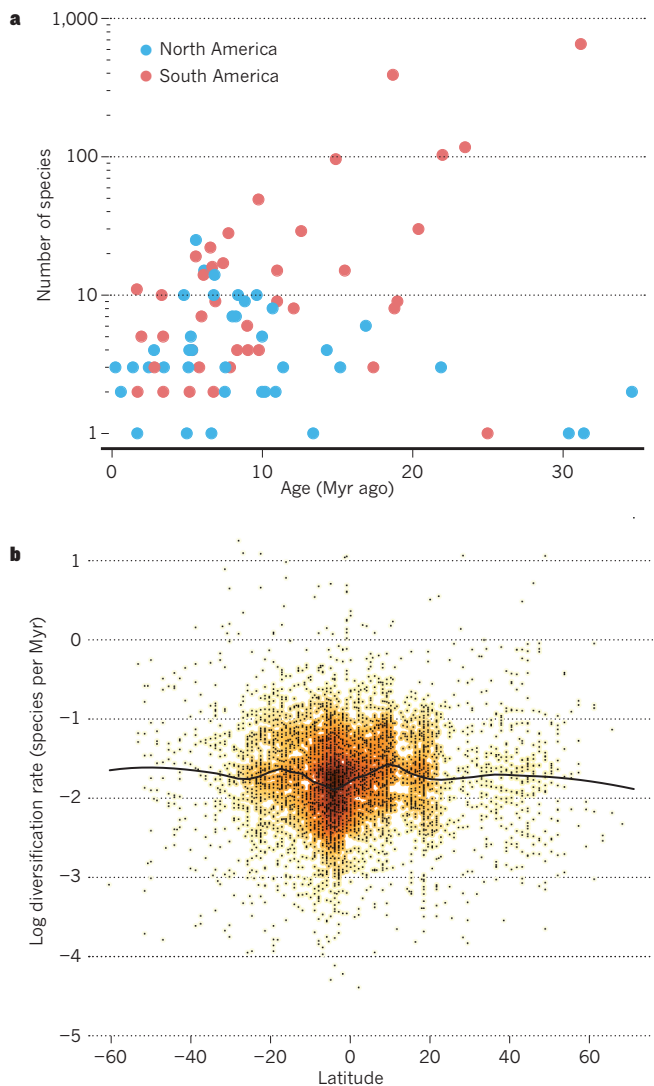 a
1,000
North America
South America
100
Number of species
10
1
0
10
20
30
Age (Myr ago)
b
1
0
−1
−2
−3
−4
−5
Log diversification rate (species per Myr)
−60
−40
−20
0
20
40
60
Latitude